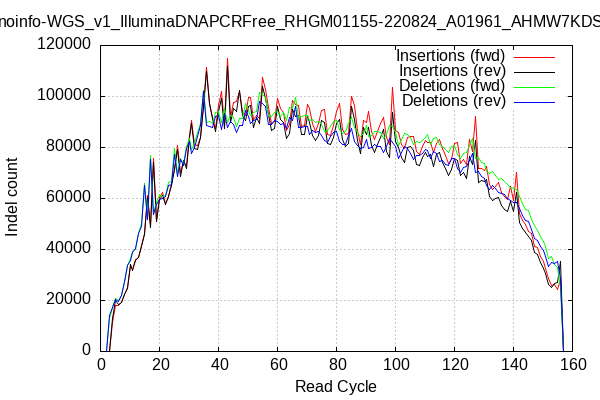 noinfo-WGS_v1_IlluminaDNAPCRFree_RHGM01155-220824_A01961_AHMW7KDS
120000
100000
80000
60000
40000
20000
0
Indel count
Insertions (fwd)
Insertions (rev)
Deletions (fwd)
Deletions (rev)
0 20 40 60 80 100 120 140 160
Read Cycle